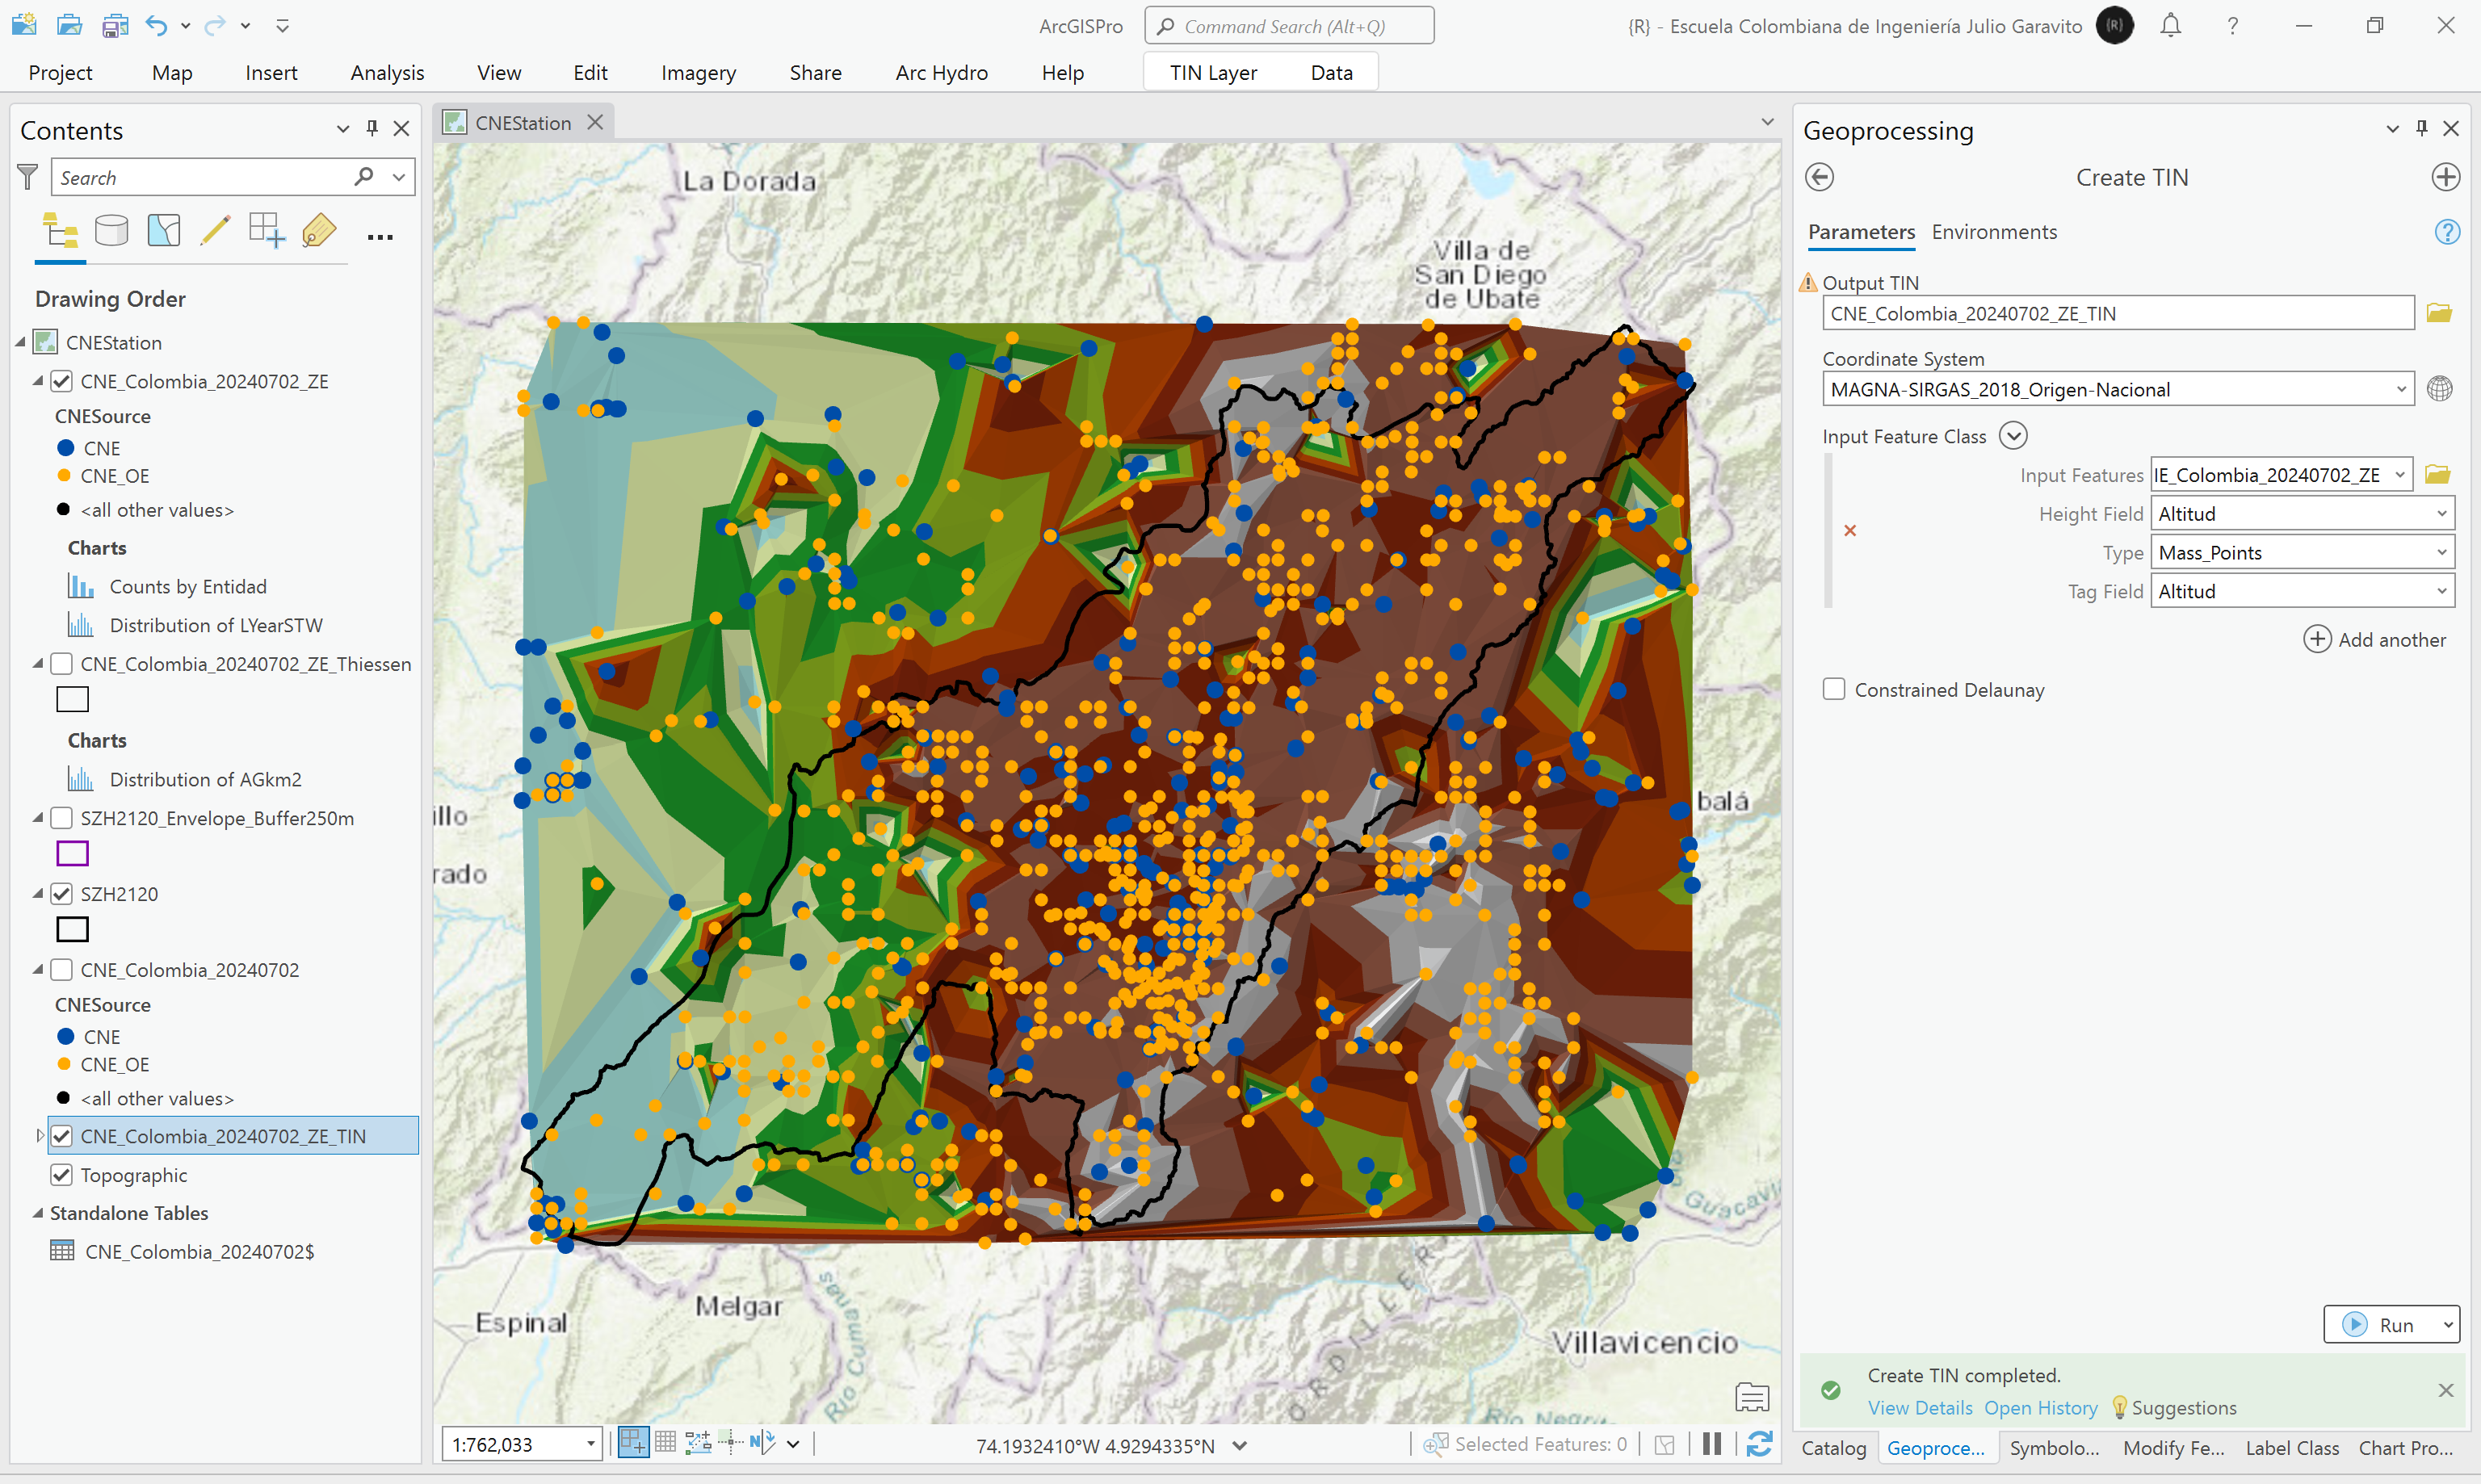 ArcGISPro
Command Search (Alt+Q)
{R} - Escuela Colombiana de Ingeniería Julio Garavito
{R}
Project
Map
Insert
Analysis
View
Edit
Imagery
Share
Arc Hydro
Help
TIN Layer
Data
Contents
Search
Drawing Order
CNEStation
CNE_Colombia_20240702_ZE
CNESource
CNE
CNE_OE
<all other values>
Charts
Counts by Entidad
Distribution of LYearSTW
CNE_Colombia_20240702_ZE_Thiessen
Charts
Distribution of AGkm2
SZH2120_Envelope_Buffer250m
SZH2120
CNE_Colombia_20240702
CNESource
CNE
CNE_OE
<all other values>
CNE_Colombia_20240702_ZE_TIN
Topographic
Standalone Tables
CNE_Colombia_20240702$
CNEStation
La Dorada
Villa de
San Diego
de Ubate
illo
rado
balá
Guacavi
Espinal
Melgar
Villavicencio
CORDILLER
1:762,033
74.1932410°W 4.9294335°N
Selected Features: 0
Geoprocessing
Create TIN
Parameters
Environments
Output TIN
CNE_Colombia_20240702_ZE_TIN
Coordinate System
MAGNA-SIRGAS_2018_Origen-Nacional
Input Feature Class
Input Features
IE_Colombia_20240702_ZE
Height Field
Altitud
Type
Mass_Points
Tag Field
Altitud
Add another
Constrained Delaunay
Run
Create TIN completed.
View Details
Open History
Suggestions
Catalog
Geoproce...
Symbolo...
Modify Fe...
Label Class
Chart Pro...